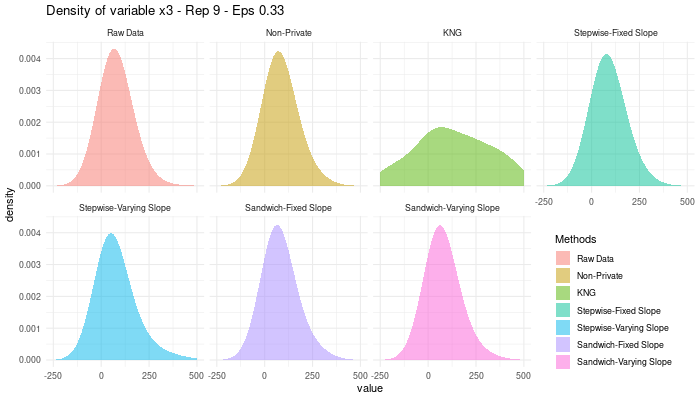 Density of variable x3 - Rep 9 - Eps 0.33
Raw Data Non-Private KNG Stepwise-Fixed Slope
0.004
0.003
0.002
0.001
0.000
-250 0 250 500
density
Stepwise-Varying Slope Sandwich-Fixed Slope Sandwich-Varying Slope
0.004
0.003
0.002
0.001
0.000
-250 0 250 500 -250 0 250 500 -250 0 250 500
value
Methods
Raw Data
Non-Private
KNG
Stepwise-Fixed Slope
Stepwise-Varying Slope
Sandwich-Fixed Slope
Sandwich-Varying Slope